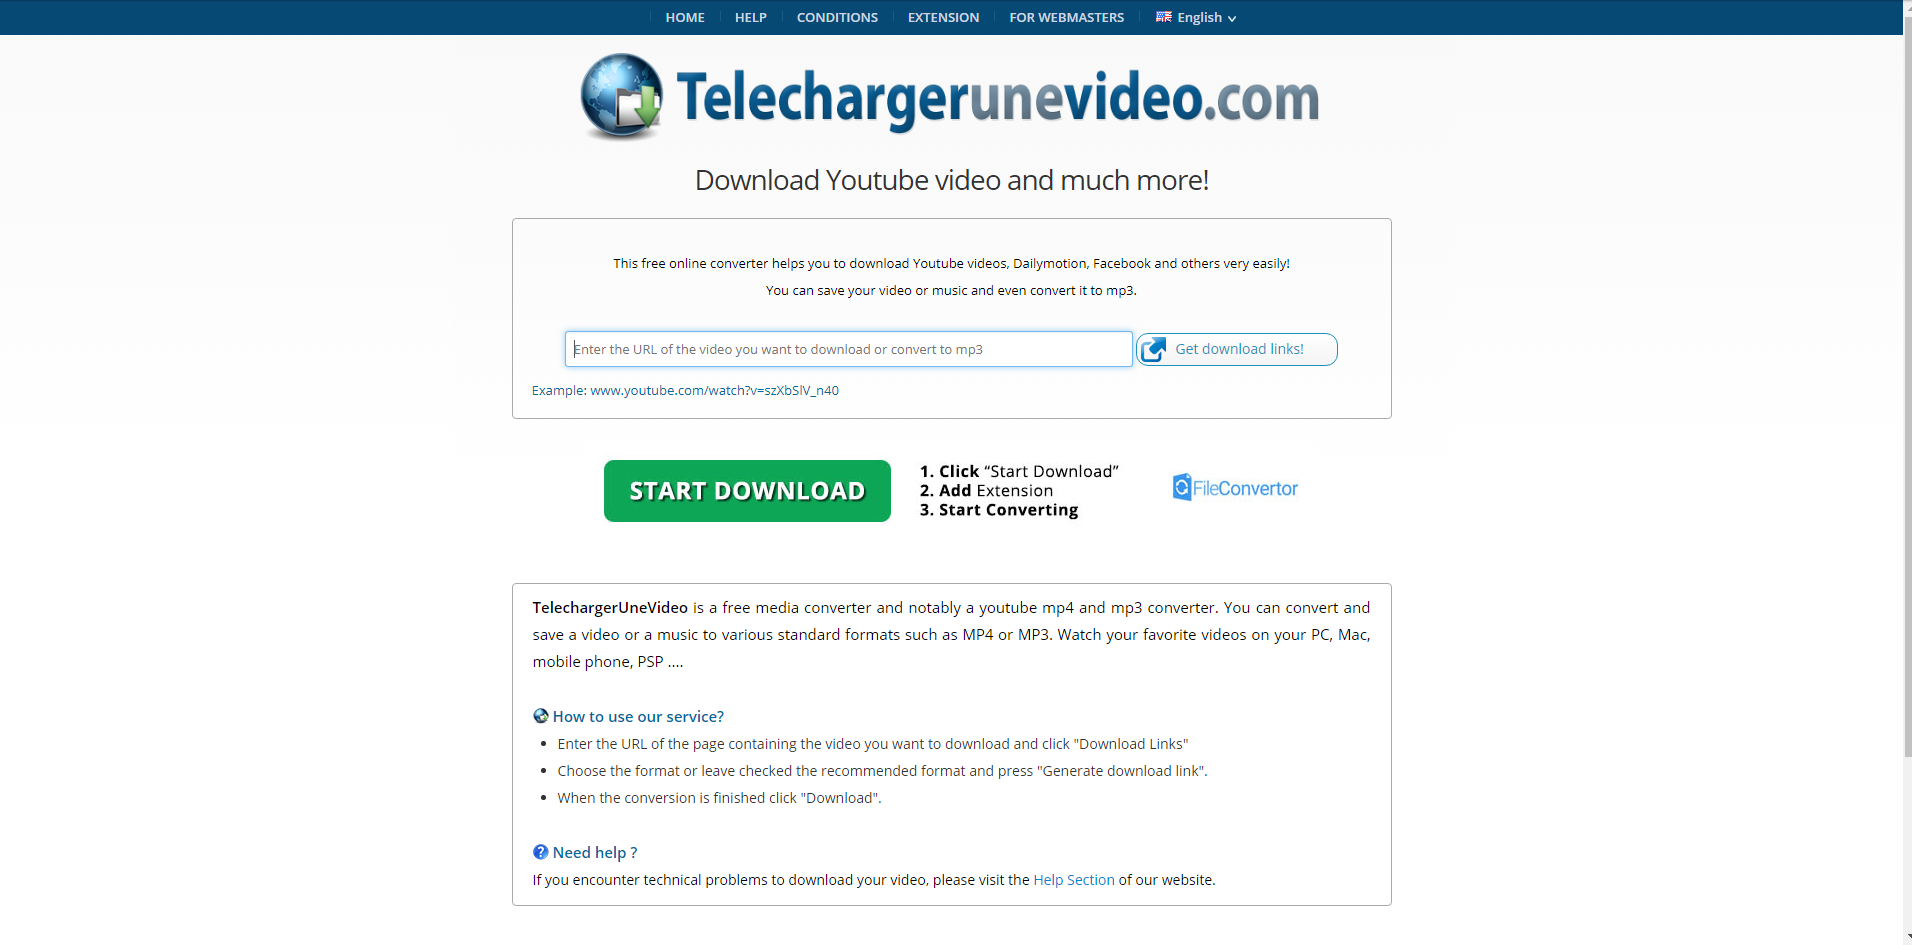 HOME HELP CONDITIONS EXTENSION FOR WEBMASTERS English
Telechargerunevideo.com
Download Youtube video and much more!
This free online converter helps you to download Youtube videos, Dailymotion, Facebook and others very easily!
You can save your video or music and even convert it to mp3.
Enter the URL of the video you want to download or convert to mp3
Get download links!
Example: www.youtube.com/watch?v=szXbSlV_n40
START DOWNLOAD
1. Click “Start Download”
2. Add Extension
3. Start Converting
FileConvertor
TelechargerUneVideo is a free media converter and notably a youtube mp4 and mp3 converter. You can convert and
save a video or a music to various standard formats such as MP4 or MP3. Watch your favorite videos on your PC, Mac,
mobile phone, PSP ....
How to use our service?
Enter the URL of the page containing the video you want to download and click "Download Links"
Choose the format or leave checked the recommended format and press "Generate download link".
When the conversion is finished click "Download".
Need help ?
If you encounter technical problems to download your video, please visit the Help Section of our website.